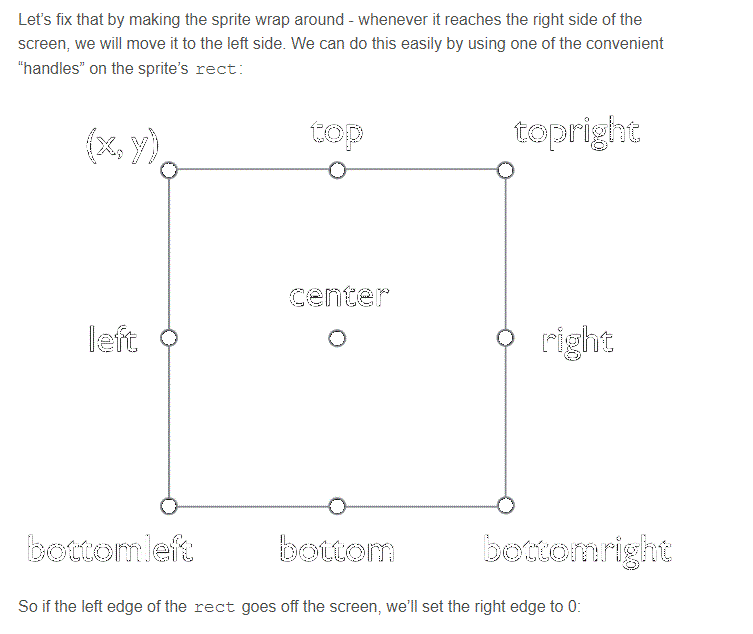 Let's fix that by making the sprite wrap around - whenever it reaches the right side of the
screen, we will move it to the left side. We can do this easily by using one of the convenient
“handles” on the sprite's rect:
(x, y)
top
topright
center
left
right
bottomleft
bottom
bottomright
So if the left edge of the rect goes off the screen, we'll set the right edge to 0: